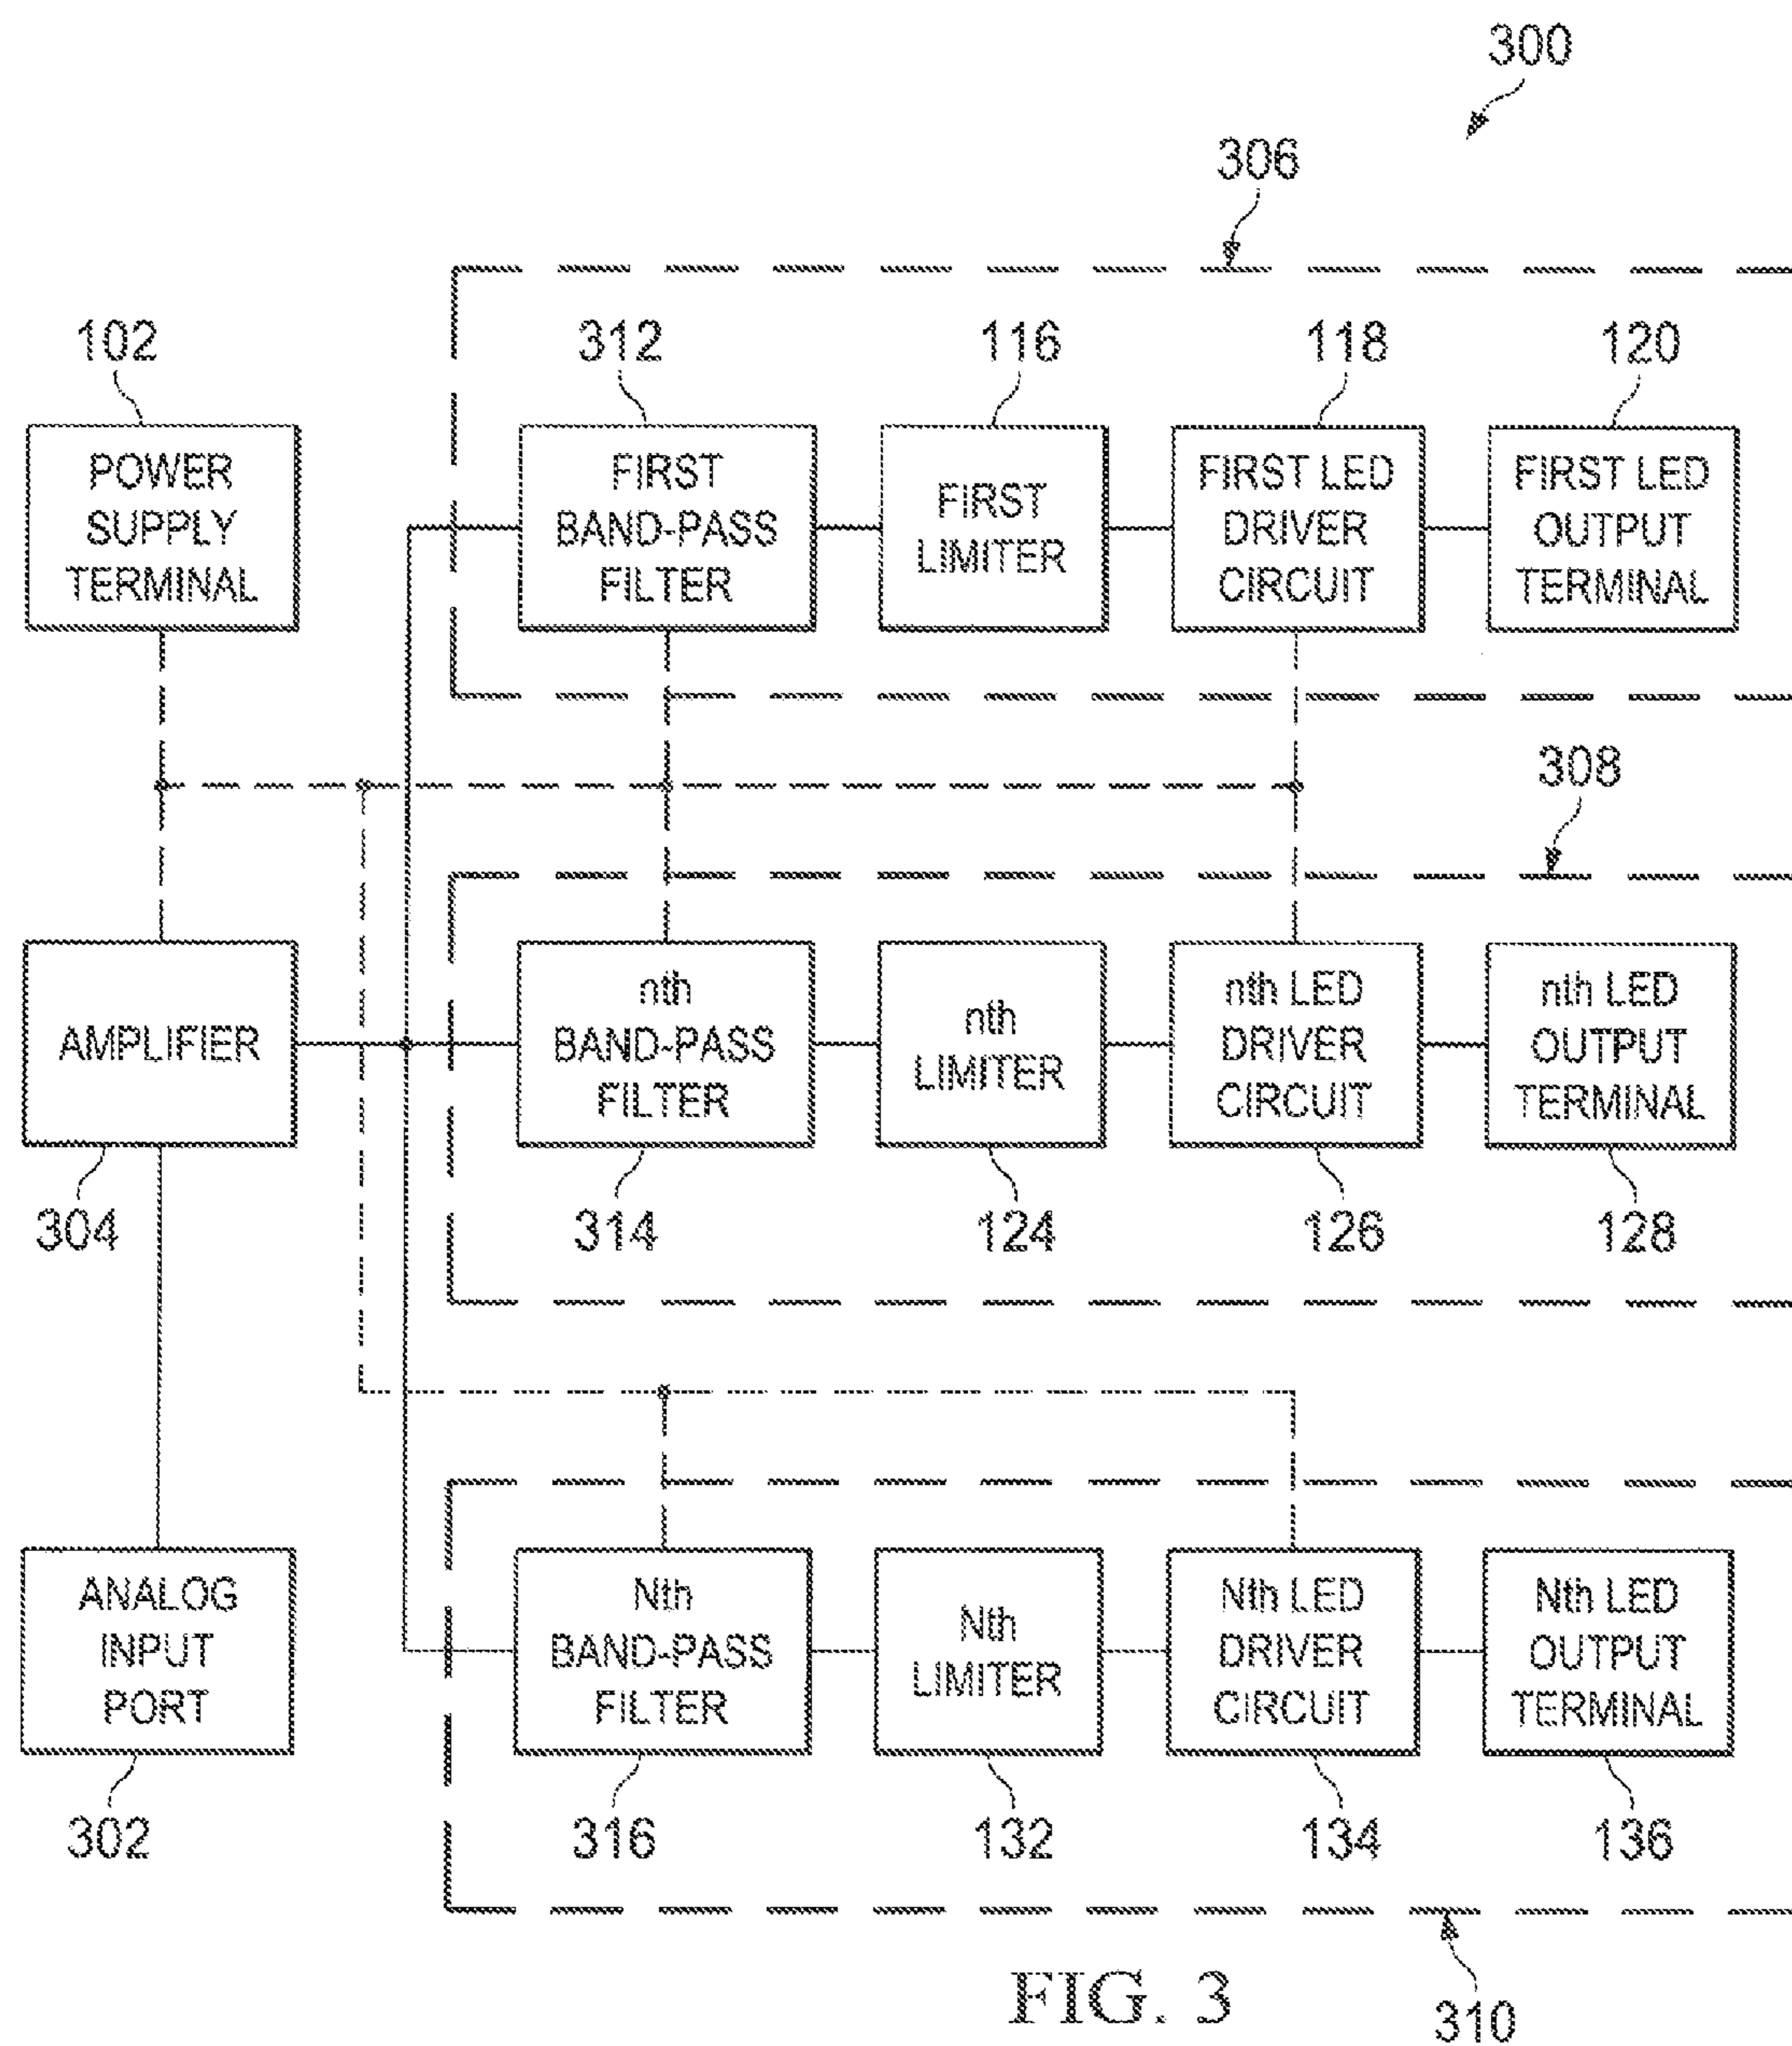 300
306
102
312
116
118
120
POWER
SUPPLY
TERMINAL
FIRST
BAND-PASS
FILTER
FIRST
LIMITER
FIRST LED
DRIVER
CIRCUIT
FIRST LED
OUTPUT
TERMINAL
308
AMPLIFIER
nth
BAND-PASS
FILTER
nth
LIMITER
nth LED
DRIVER
CIRCUIT
nth LED
OUTPUT
TERMINAL
304
314
124
126
128
ANALOG
INPUT
PORT
Nth
BAND-PASS
FILTER
Nth
LIMITER
Nth LED
DRIVER
CIRCUIT
Nth LED
OUTPUT
TERMINAL
302
316
132
134
136
FIG. 3
310